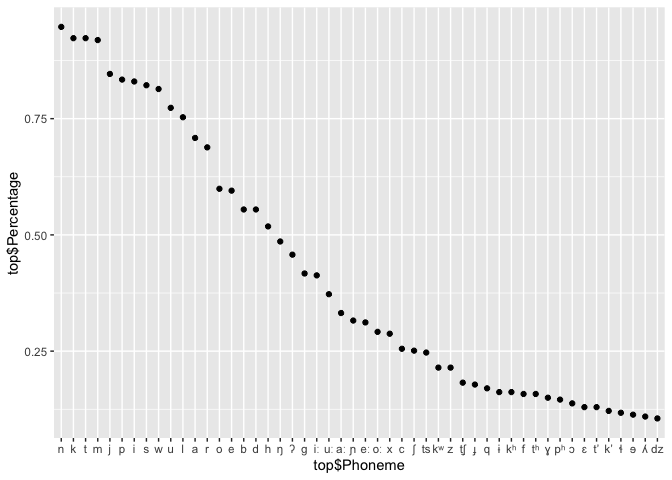 top$Percentage
0.75
0.50
0.25
n k t m j p i s w u l a r o e b d h ŋ ʔ g iː uː aː ɲ eː oː x c ʃ ts kʷ z tʃ ɟ q ɨ kʰ f tʰ ɣ pʰ ɔ ɛ tʼ kʼ ɬ ɘ ʎ dz
top$Phoneme